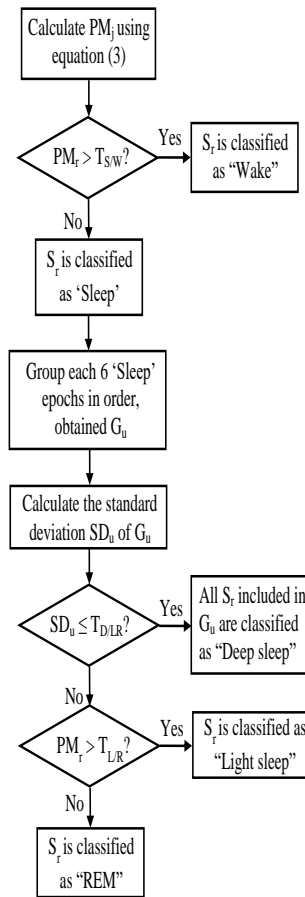 Calculate PMj using
equation (3)
PMr > TS/W?
Yes
Sr is classified
as “Wake”
No
Sr is classified
as ‘Sleep’
Group each 6 ‘Sleep’
epochs in order,
obtained Gu
Calculate the standard
deviation SDu of Gu
SDu ≤ TD/LR?
Yes
All Sr included in
Gu are classified
as “Deep sleep”
No
PMr > TL/R?
Yes
Sr is classified as
“Light sleep”
No
Sr is classified
as “REM”